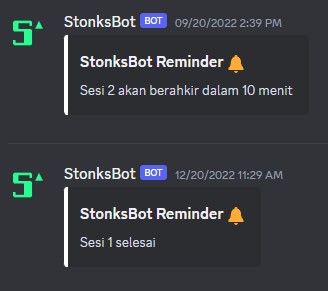 StonksBot BOT 09/20/2022 2:39 PM
StonksBot Reminder 🔔
Sesi 2 akan berahkir dalam 10 menit
StonksBot BOT 12/20/2022 11:29 AM
StonksBot Reminder 🔔
Sesi 1 selesai